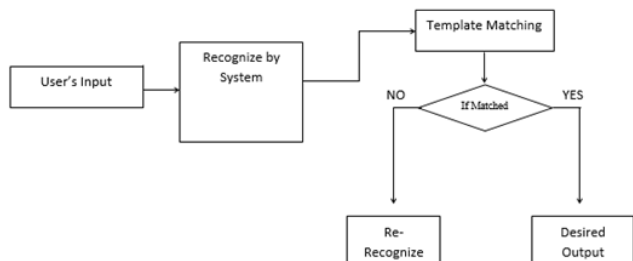 Template Matching
Recognize by
System
User's Input
NO
YES
If Matched
Re-
Recognize
Desired
Output